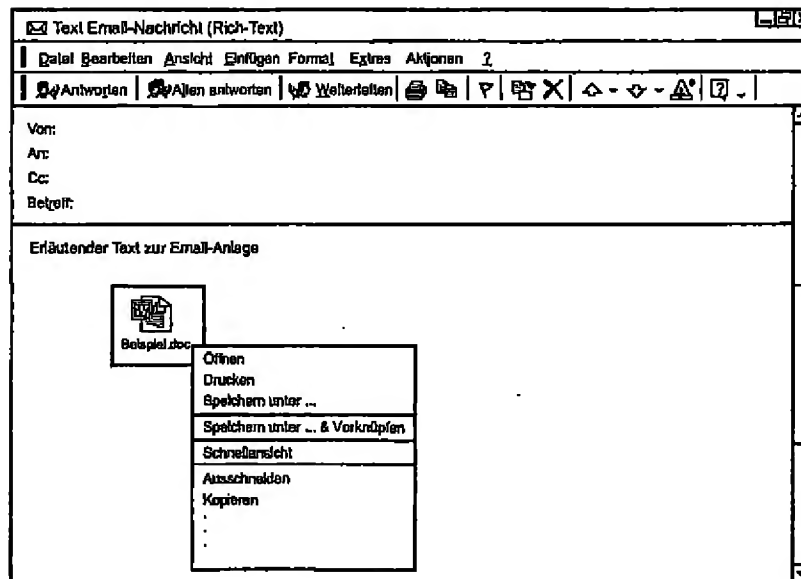 Text Email-Nachricht (Rich-Text)
Datei Bearbeiten Ansicht Einfügen Format Extras Aktionen ?
Antworten Allen antworten Weiterleiten
Von:
An:
Cc:
Betreff:
Erläutender Text zur Email-Anlage
Beispiel.doc
Öffnen
Drucken
Speichern unter ...
Speichern unter ... & Verknüpfen
Schnellansicht
Ausschneiden
Kopieren